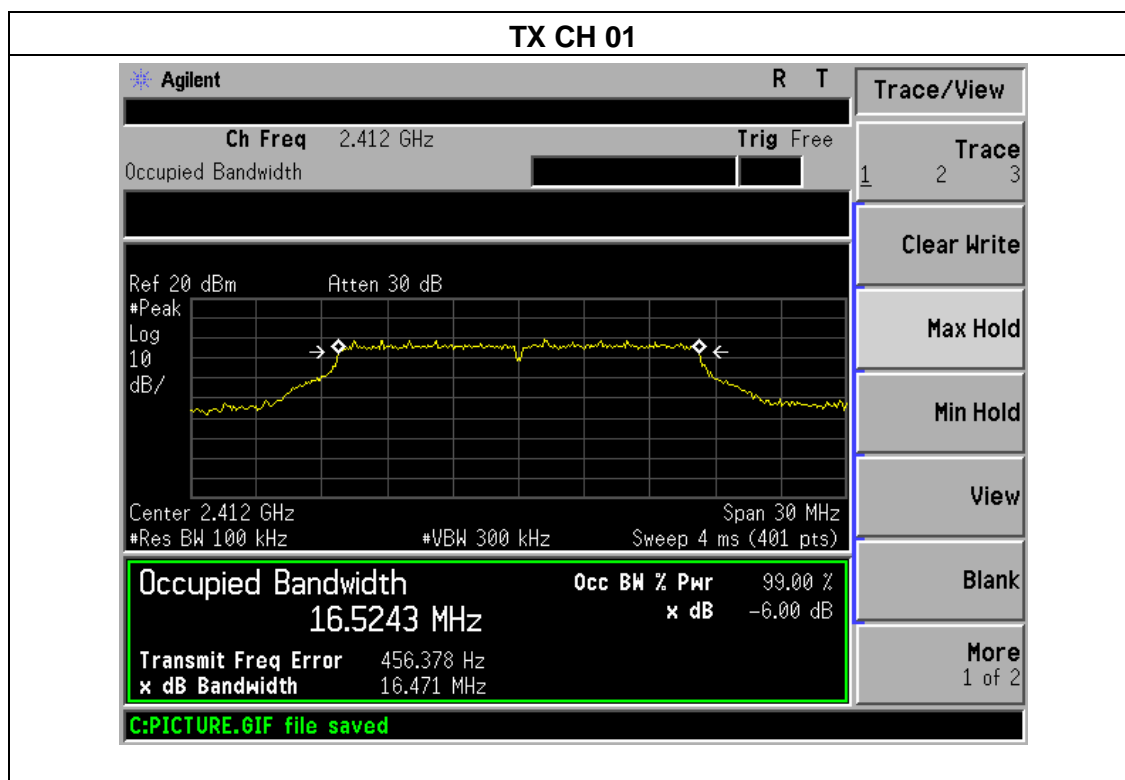 TX CH 01
Agilent R T
Trace/View
Ch Freq 2.412 GHz Trig Free
Occupied Bandwidth
Trace
1 2 3
Clear Write
Max Hold
Min Hold
View
Blank
More
1 of 2
Ref 20 dBm Atten 30 dB
#Peak
Log
10
dB/
Center 2.412 GHz Span 30 MHz
#Res BW 100 kHz #VBW 300 kHz Sweep 4 ms (401 pts)
Occupied Bandwidth Occ BW % Pwr 99.00 %
16.5243 MHz x dB -6.00 dB
Transmit Freq Error 456.378 Hz
x dB Bandwidth 16.471 MHz
C:PICTURE.GIF file saved